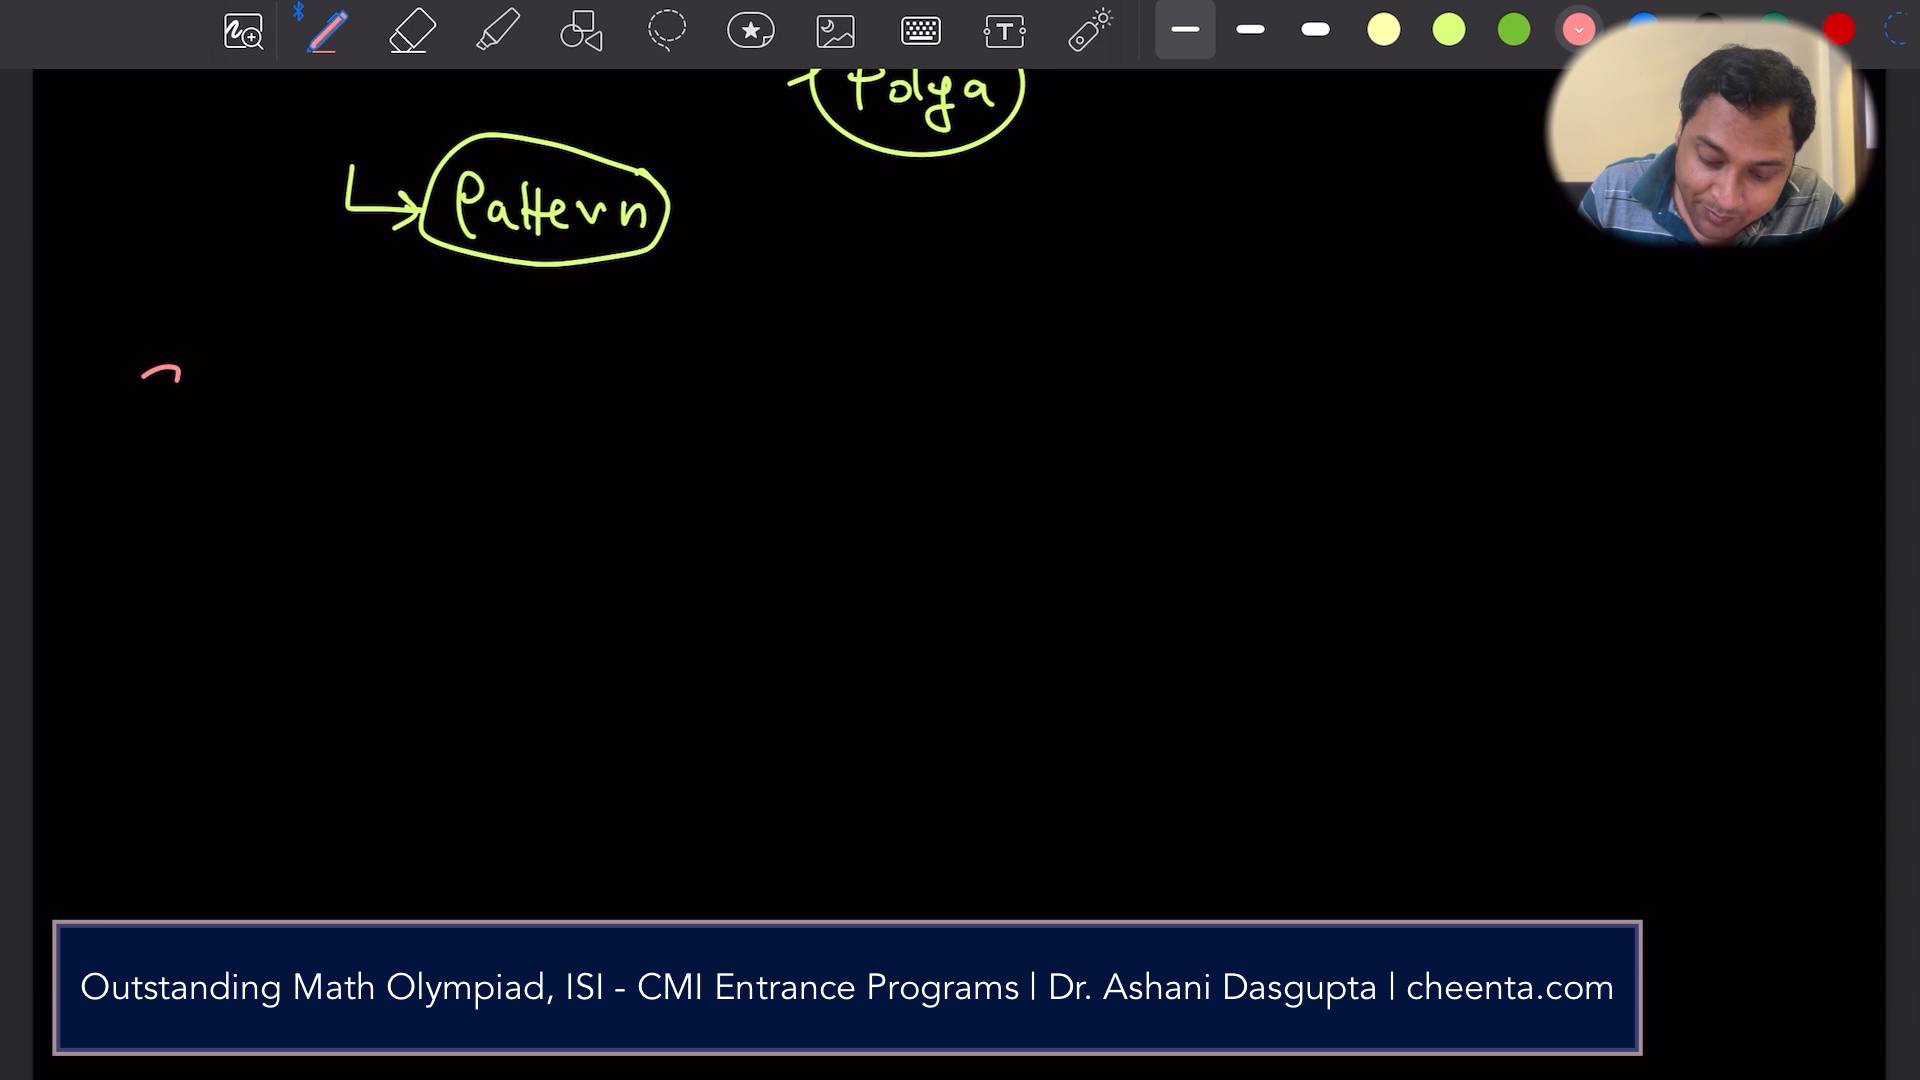 Polya
Pattern
Outstanding Math Olympiad, ISI - CMI Entrance Programs | Dr. Ashani Dasgupta | cheenta.com